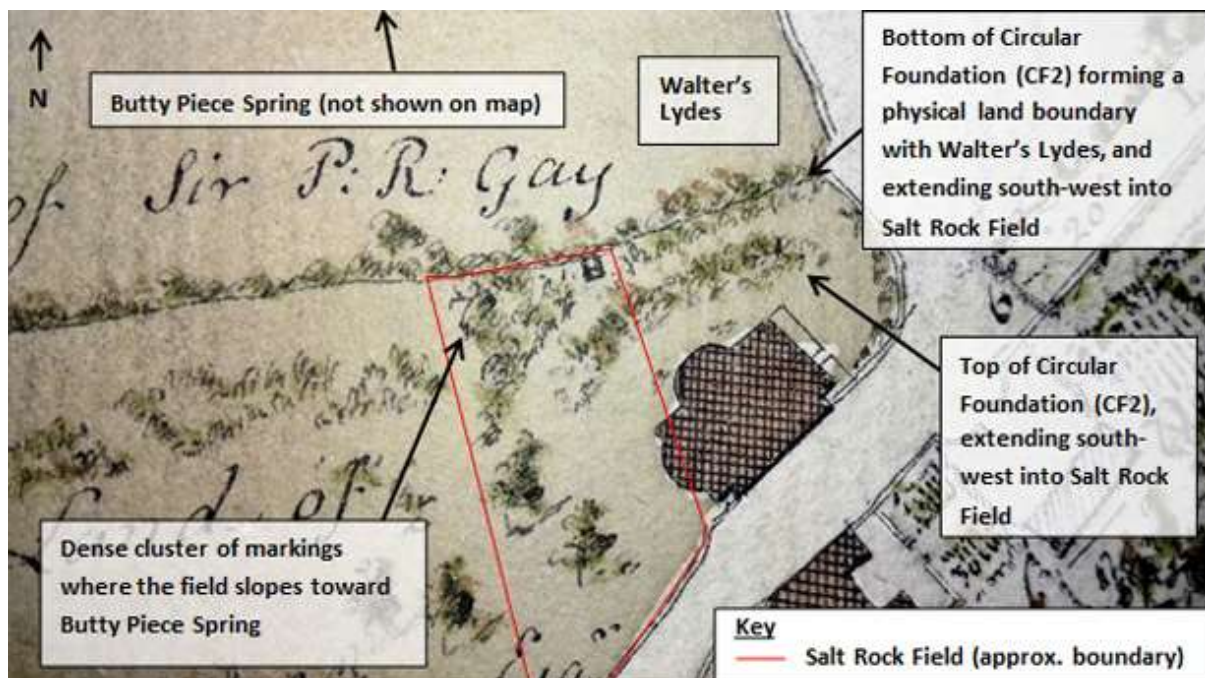 N
Butty Piece Spring (not shown on map)
Walter's
Lydes
Bottom of Circular
Foundation (CF2) forming a
physical land boundary
with Walter's Lydes, and
extending south-west into
Salt Rock Field
of Sir P: R: Gay
Top of Circular
Foundation (CF2),
extending south-
west into Salt Rock
Field
Dense cluster of markings
where the field slopes toward
Butty Piece Spring
Key
Salt Rock Field (approx. boundary)